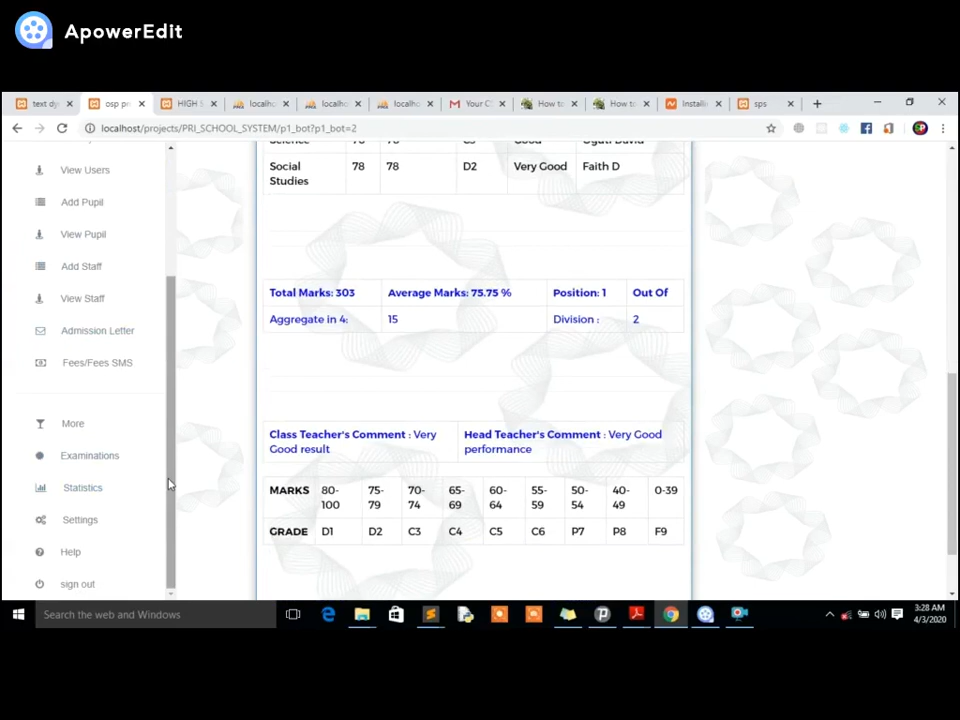 ApowerEdit
osp pr
HIGH S
localho
localho
localho
Your C
How to
How to
Installi
sps
localhost/projects/PRI_SCHOOL_SYSTEM/p1_bot?p1_bot=2
View Users
Add Pupil
View Pupil
Add Staff
View Staff
Admission Letter
Fees/Fees SMS
More
Examinations
Statistics
Settings
Help
sign out
Social Studies 78 78 D2 Very Good Faith D
Total Marks: 303 Average Marks: 75.75 % Position: 1 Out Of
Aggregate in 4: 15 Division : 2
Class Teacher's Comment : Very Good result
Head Teacher's Comment : Very Good performance
MARKS 80-100 75-79 70-74 65-69 60-64 55-59 50-54 40-49 0-39
GRADE D1 D2 C3 C4 C5 C6 P7 P8 F9
Search the web and Windows
3:28 AM
4/3/2020